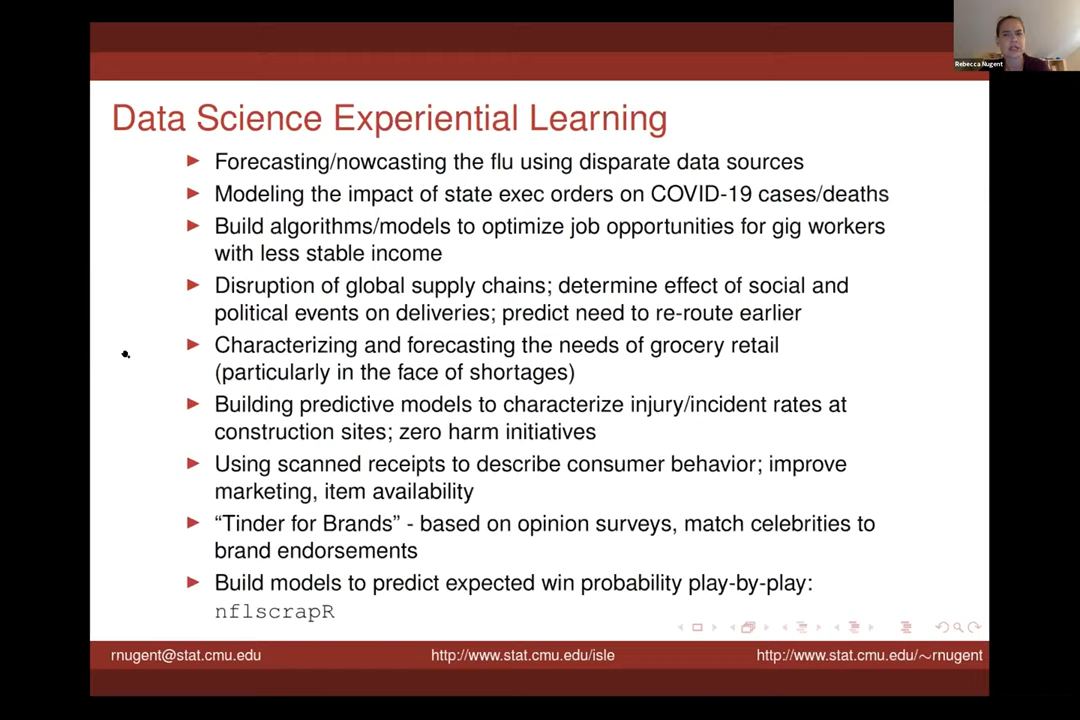 Rebecca Nugent
Data Science Experiential Learning
Forecasting/nowcasting the flu using disparate data sources
Modeling the impact of state exec orders on COVID-19 cases/deaths
Build algorithms/models to optimize job opportunities for gig workers
with less stable income
Disruption of global supply chains; determine effect of social and
political events on deliveries; predict need to re-route earlier
Characterizing and forecasting the needs of grocery retail
(particularly in the face of shortages)
Building predictive models to characterize injury/incident rates at
construction sites; zero harm initiatives
Using scanned receipts to describe consumer behavior; improve
marketing, item availability
“Tinder for Brands” - based on opinion surveys, match celebrities to
brand endorsements
Build models to predict expected win probability play-by-play:
nflscrapR
rnugent@stat.cmu.edu
http://www.stat.cmu.edu/isle
http://www.stat.cmu.edu/~rnugent